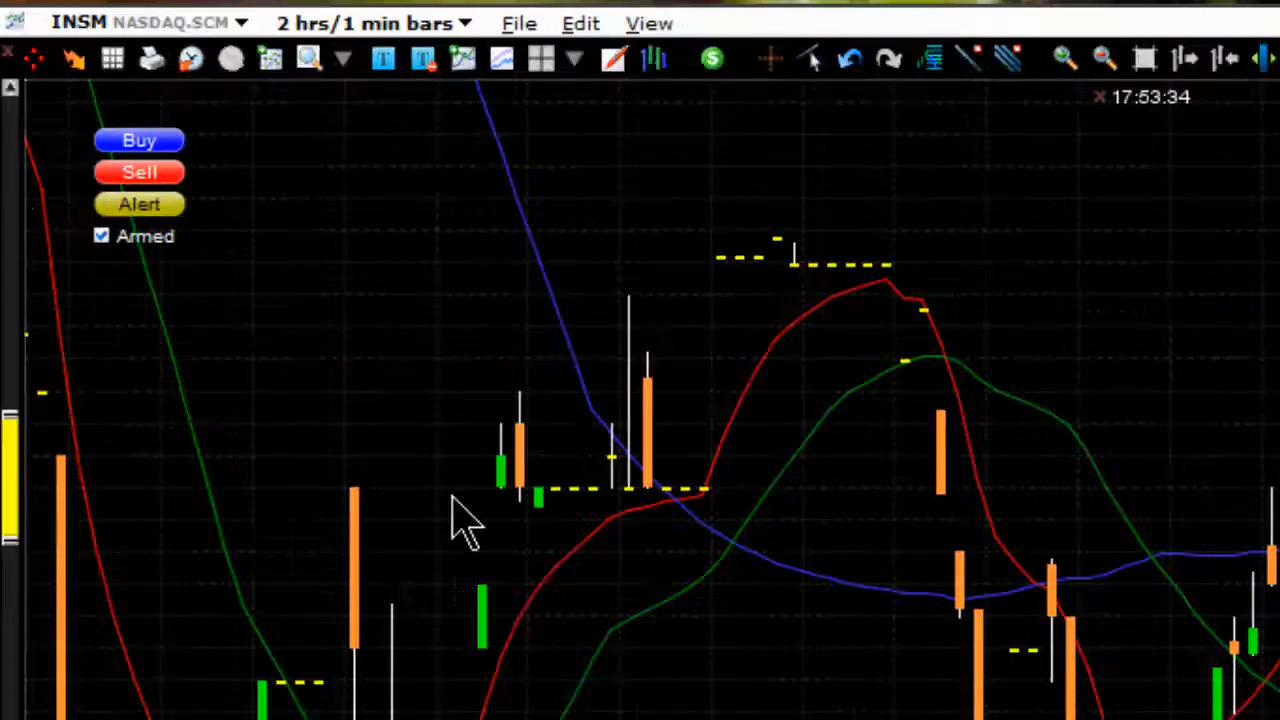 INSM NASDAQ.SCM 2 hrs/1 min bars File Edit View
17:53:34
Buy
Sell
Alert
Armed